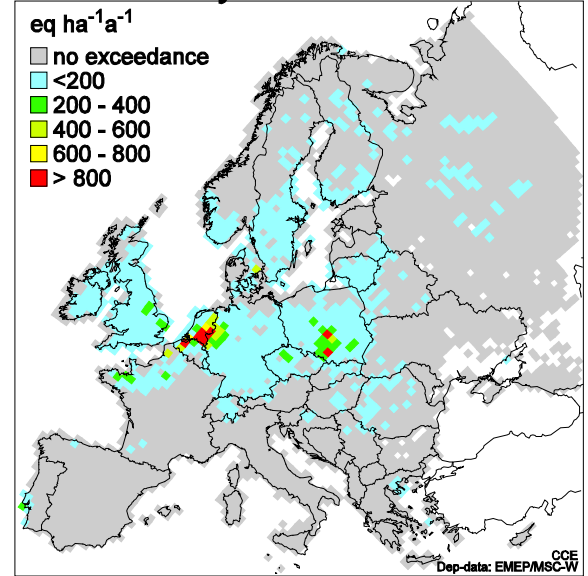 eq ha-1a-1
no exceedance
<200
200 - 400
400 - 600
600 - 800
> 800
CCE
Dep-data: EMEP/MSC-W